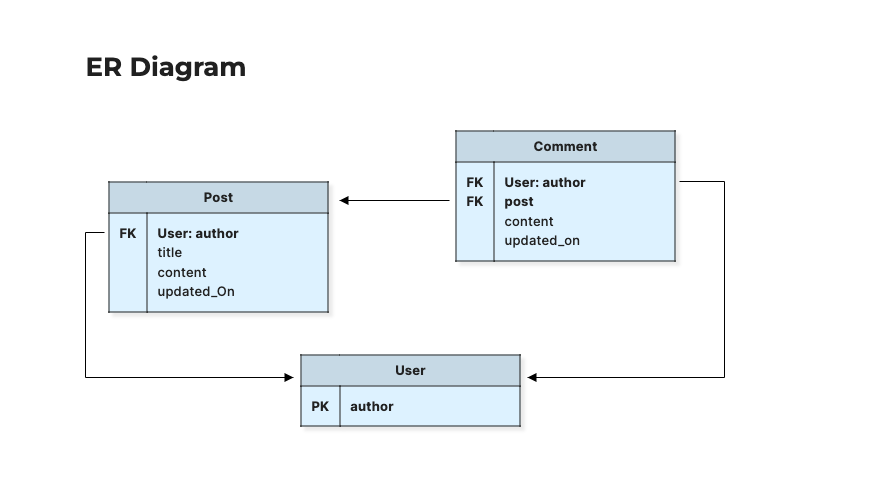 ER Diagram
Comment
FK User: author
FK post
content
updated_on
Post
FK User: author
title
content
updated_On
User
PK author